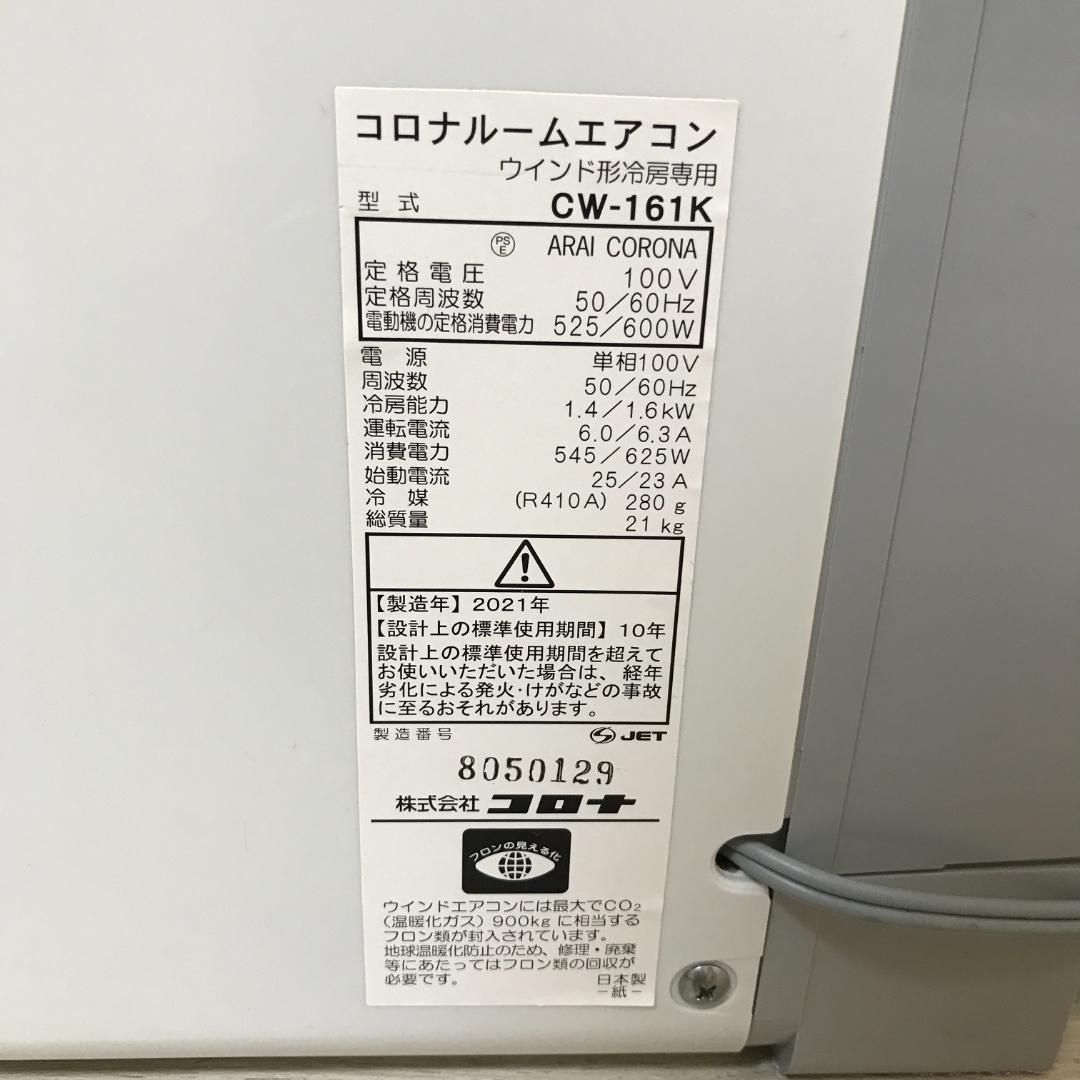 コロナルームエアコン
ウインド形冷房専用
型式 CW-161K
PSE ARAI CORONA
定格電圧 100V
定格周波数 50/60Hz
電動機の定格消費電力 525/600W
電源 単相100V
周波数 50/60Hz
冷房能力 1.4/1.6kW
運転電流 6.0/6.3A
消費電力 545/625W
始動電流 25/23A
冷媒 (R410A) 280g
総質量 21kg
【製造年】2021年
【設計上の標準使用期間】10年
設計上の標準使用期間を超えて
お使いいただいた場合は、経年
劣化による発火・けがなどの事故
に至るおそれがあります。
製造番号 JET
8050129
株式会社コロナ
フロンの見える化
ウインドエアコンには最大でCO₂
(温暖化ガス)900kgに相当する
フロン類が封入されています。
地球温暖化防止のため、修理・廃棄
等にあたってはフロン類の回収が
必要です。 日本製
-紙-